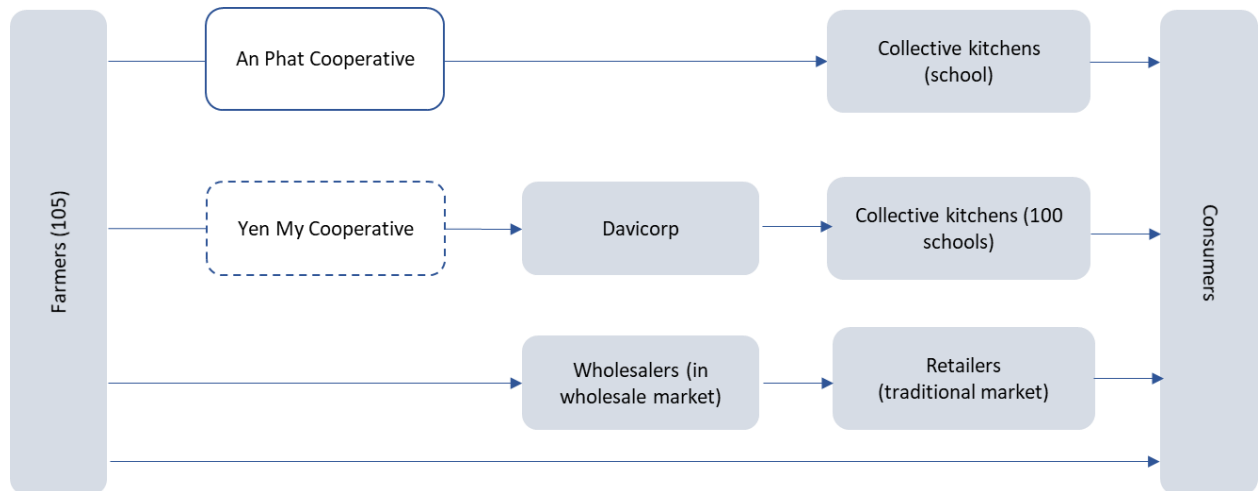 Farmers (105)
An Phat Cooperative
Collective kitchens
(school)
Yen My Cooperative
Davicorp
Collective kitchens (100
schools)
Wholesalers (in
wholesale market)
Retailers
(traditional market)
Consumers